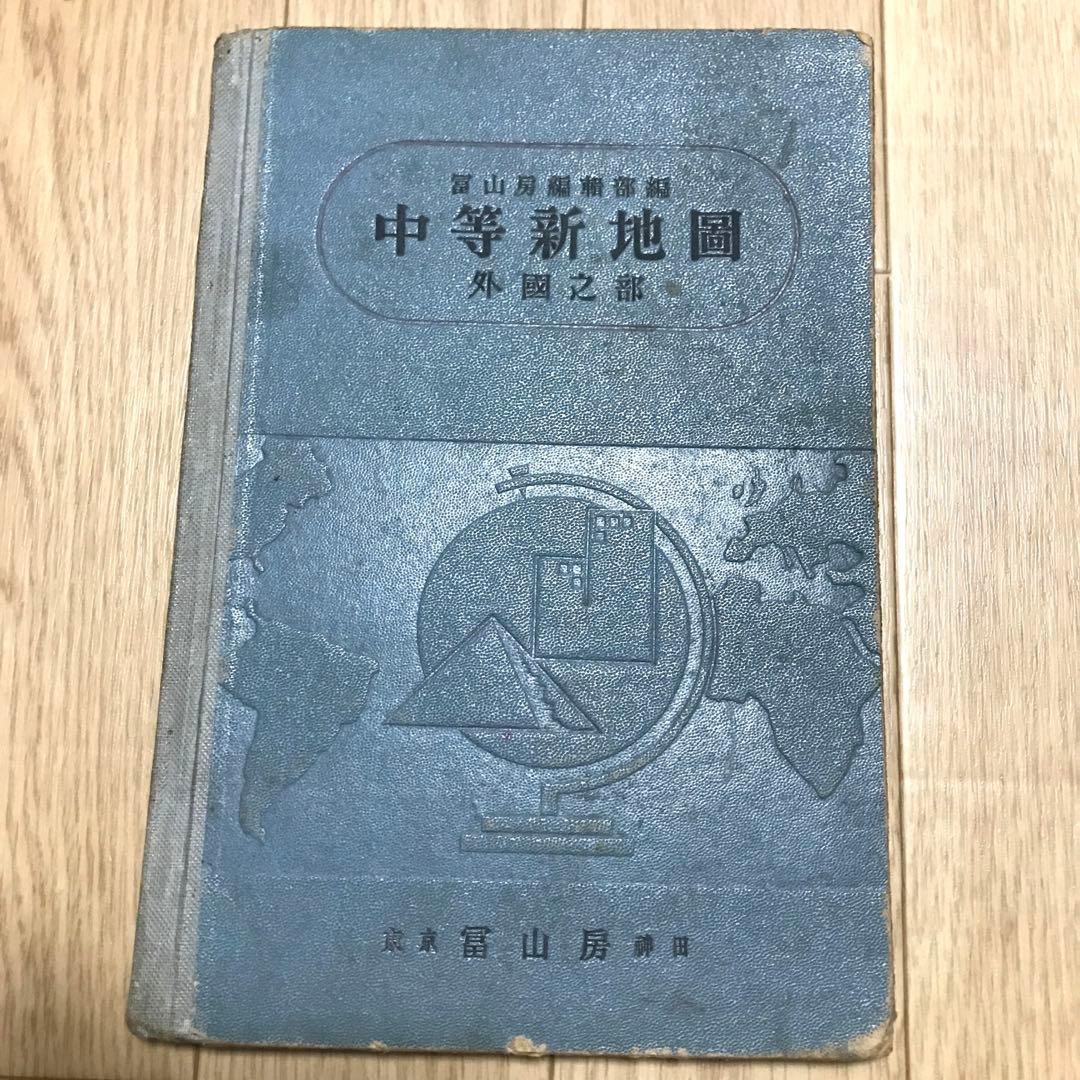 冨山房編輯部編
中等新地圖
外國之部
東京 冨山房 神田